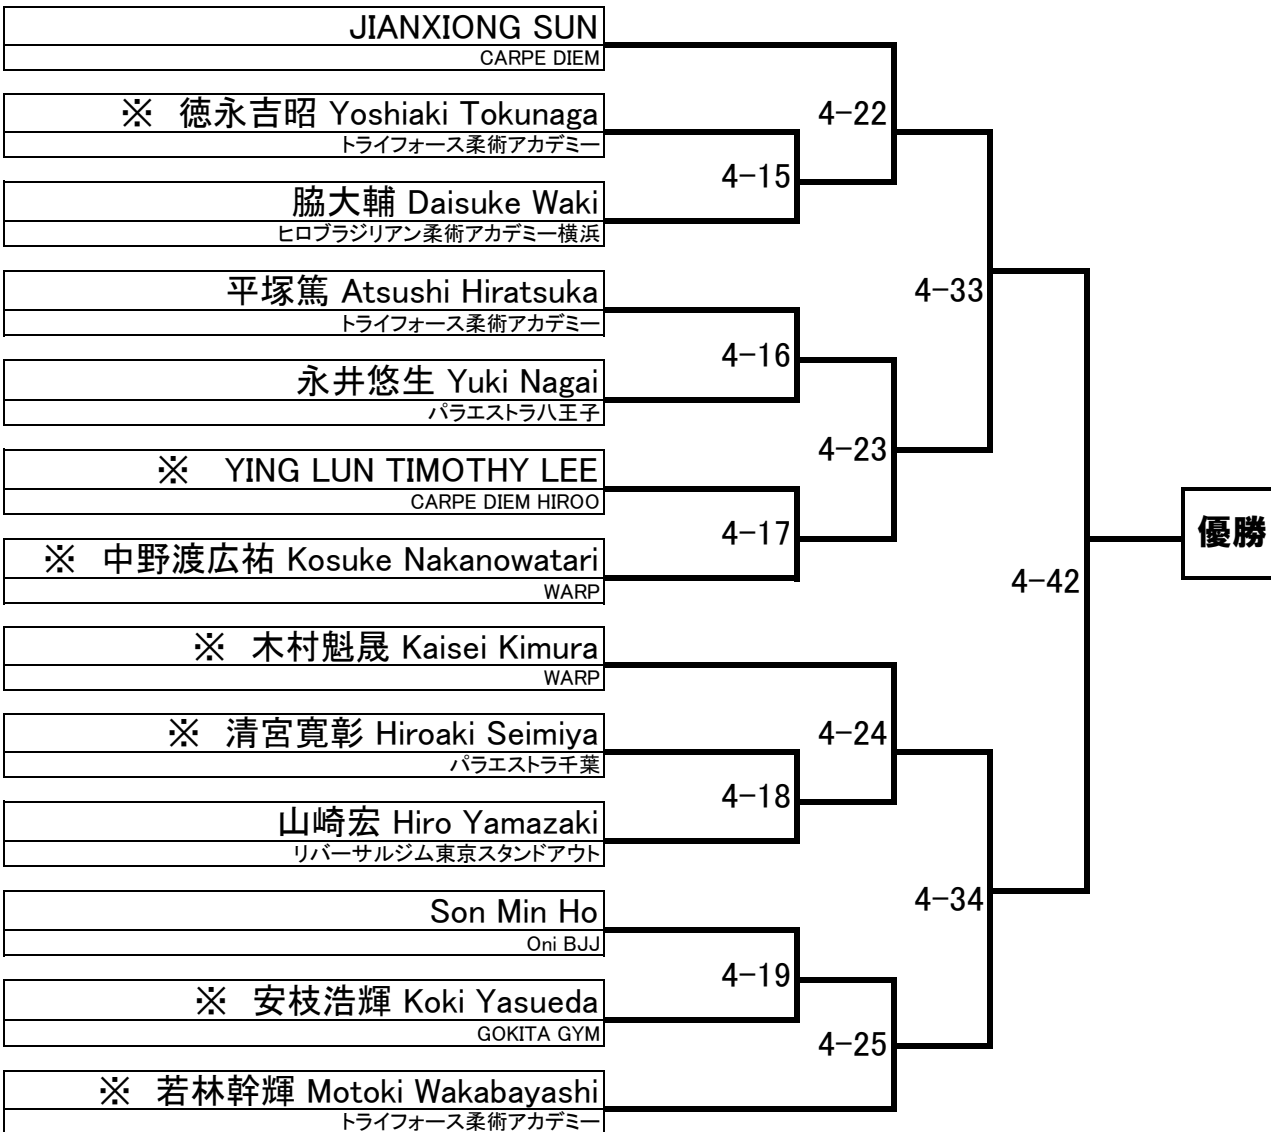 JIANXIONG SUN
CARPE DIEM
※ 徳永吉昭 Yoshiaki Tokunaga
トライフォース柔術アカデミー
4-22
4-15
脇大輔 Daisuke Waki
ヒロブラジリアン柔術アカデミー横浜
平塚篤 Atsushi Hiratsuka
トライフォース柔術アカデミー
4-33
4-16
永井悠生 Yuki Nagai
パラエストラ八王子
4-23
※ YING LUN TIMOTHY LEE
CARPE DIEM HIROO
4-17
優勝
※ 中野渡広祐 Kosuke Nakanowatari
WARP
4-42
※ 木村魁晟 Kaisei Kimura
WARP
※ 清宮寛彰 Hiroaki Seimiya
パラエストラ千葉
4-24
4-18
山崎宏 Hiro Yamazaki
リバーサルジム東京スタンドアウト
4-34
Son Min Ho
Oni BJJ
4-19
※ 安枝浩輝 Koki Yasueda
GOKITA GYM
4-25
※ 若林幹輝 Motoki Wakabayashi
トライフォース柔術アカデミー